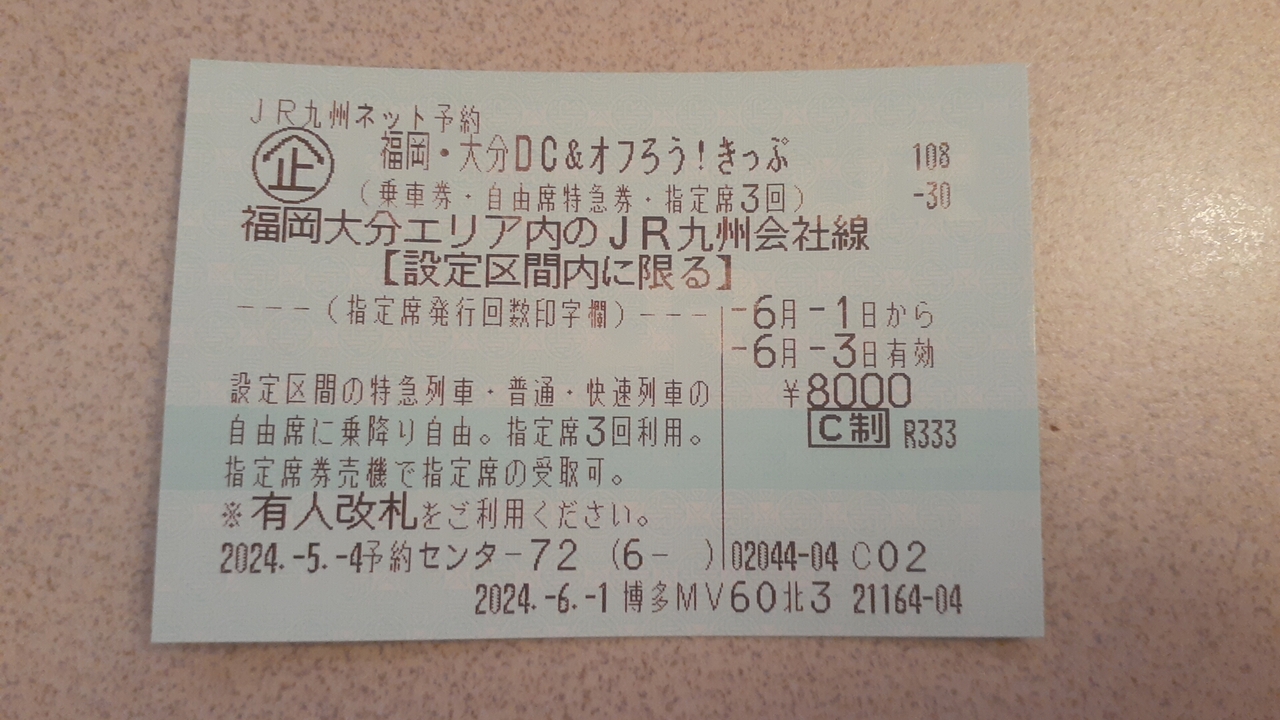 JR九州ネット予約
企 福岡・大分DC&オフろう!きっぷ 108
(乗車券・自由席特急券・指定席3回) -30
福岡大分エリア内のJR九州会社線
【設定区間内に限る】
---(指定席発行回数印字欄)--- -6月-1日から
-6月-3日有効
設定区間の特急列車・普通・快速列車の ¥8000
自由席に乗降り自由。指定席3回利用。 C制 R333
指定席券売機で指定席の受取可。
※有人改札をご利用ください。
2024.-5.-4予約センター72 (6- ) 02044-04 C02
2024.-6.-1 博多MV60北3 21164-04